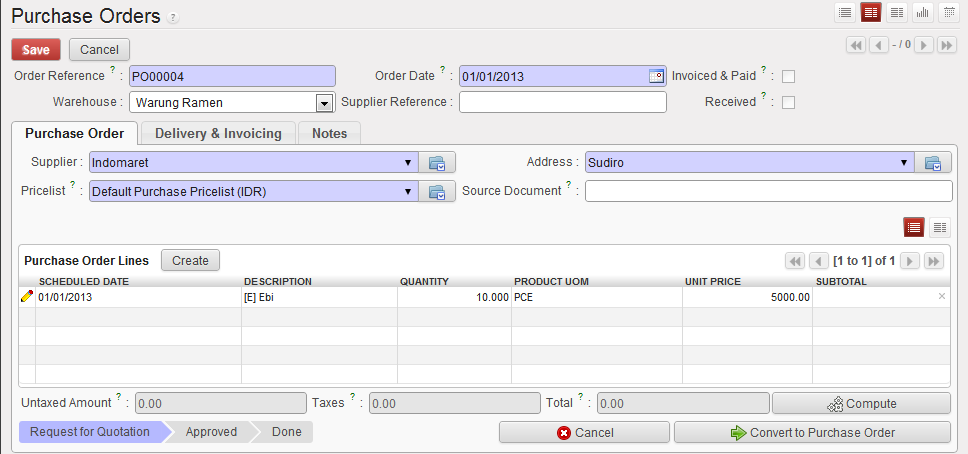 Purchase Orders ?
Save Cancel - / 0
Order Reference ? : PO00004 Order Date ? : 01/01/2013 Invoiced & Paid ? :
Warehouse : Warung Ramen Supplier Reference : Received ? :
Purchase Order Delivery & Invoicing Notes
Supplier : Indomaret Address : Sudiro
Pricelist ? : Default Purchase Pricelist (IDR) Source Document ? :
Purchase Order Lines Create [1 to 1] of 1
SCHEDULED DATE DESCRIPTION QUANTITY PRODUCT UOM UNIT PRICE SUBTOTAL
01/01/2013 [E] Ebi 10.000 PCE 5000.00
Untaxed Amount ? : 0.00 Taxes ? : 0.00 Total ? : 0.00 Compute
Request for Quotation Approved Done Cancel Convert to Purchase Order